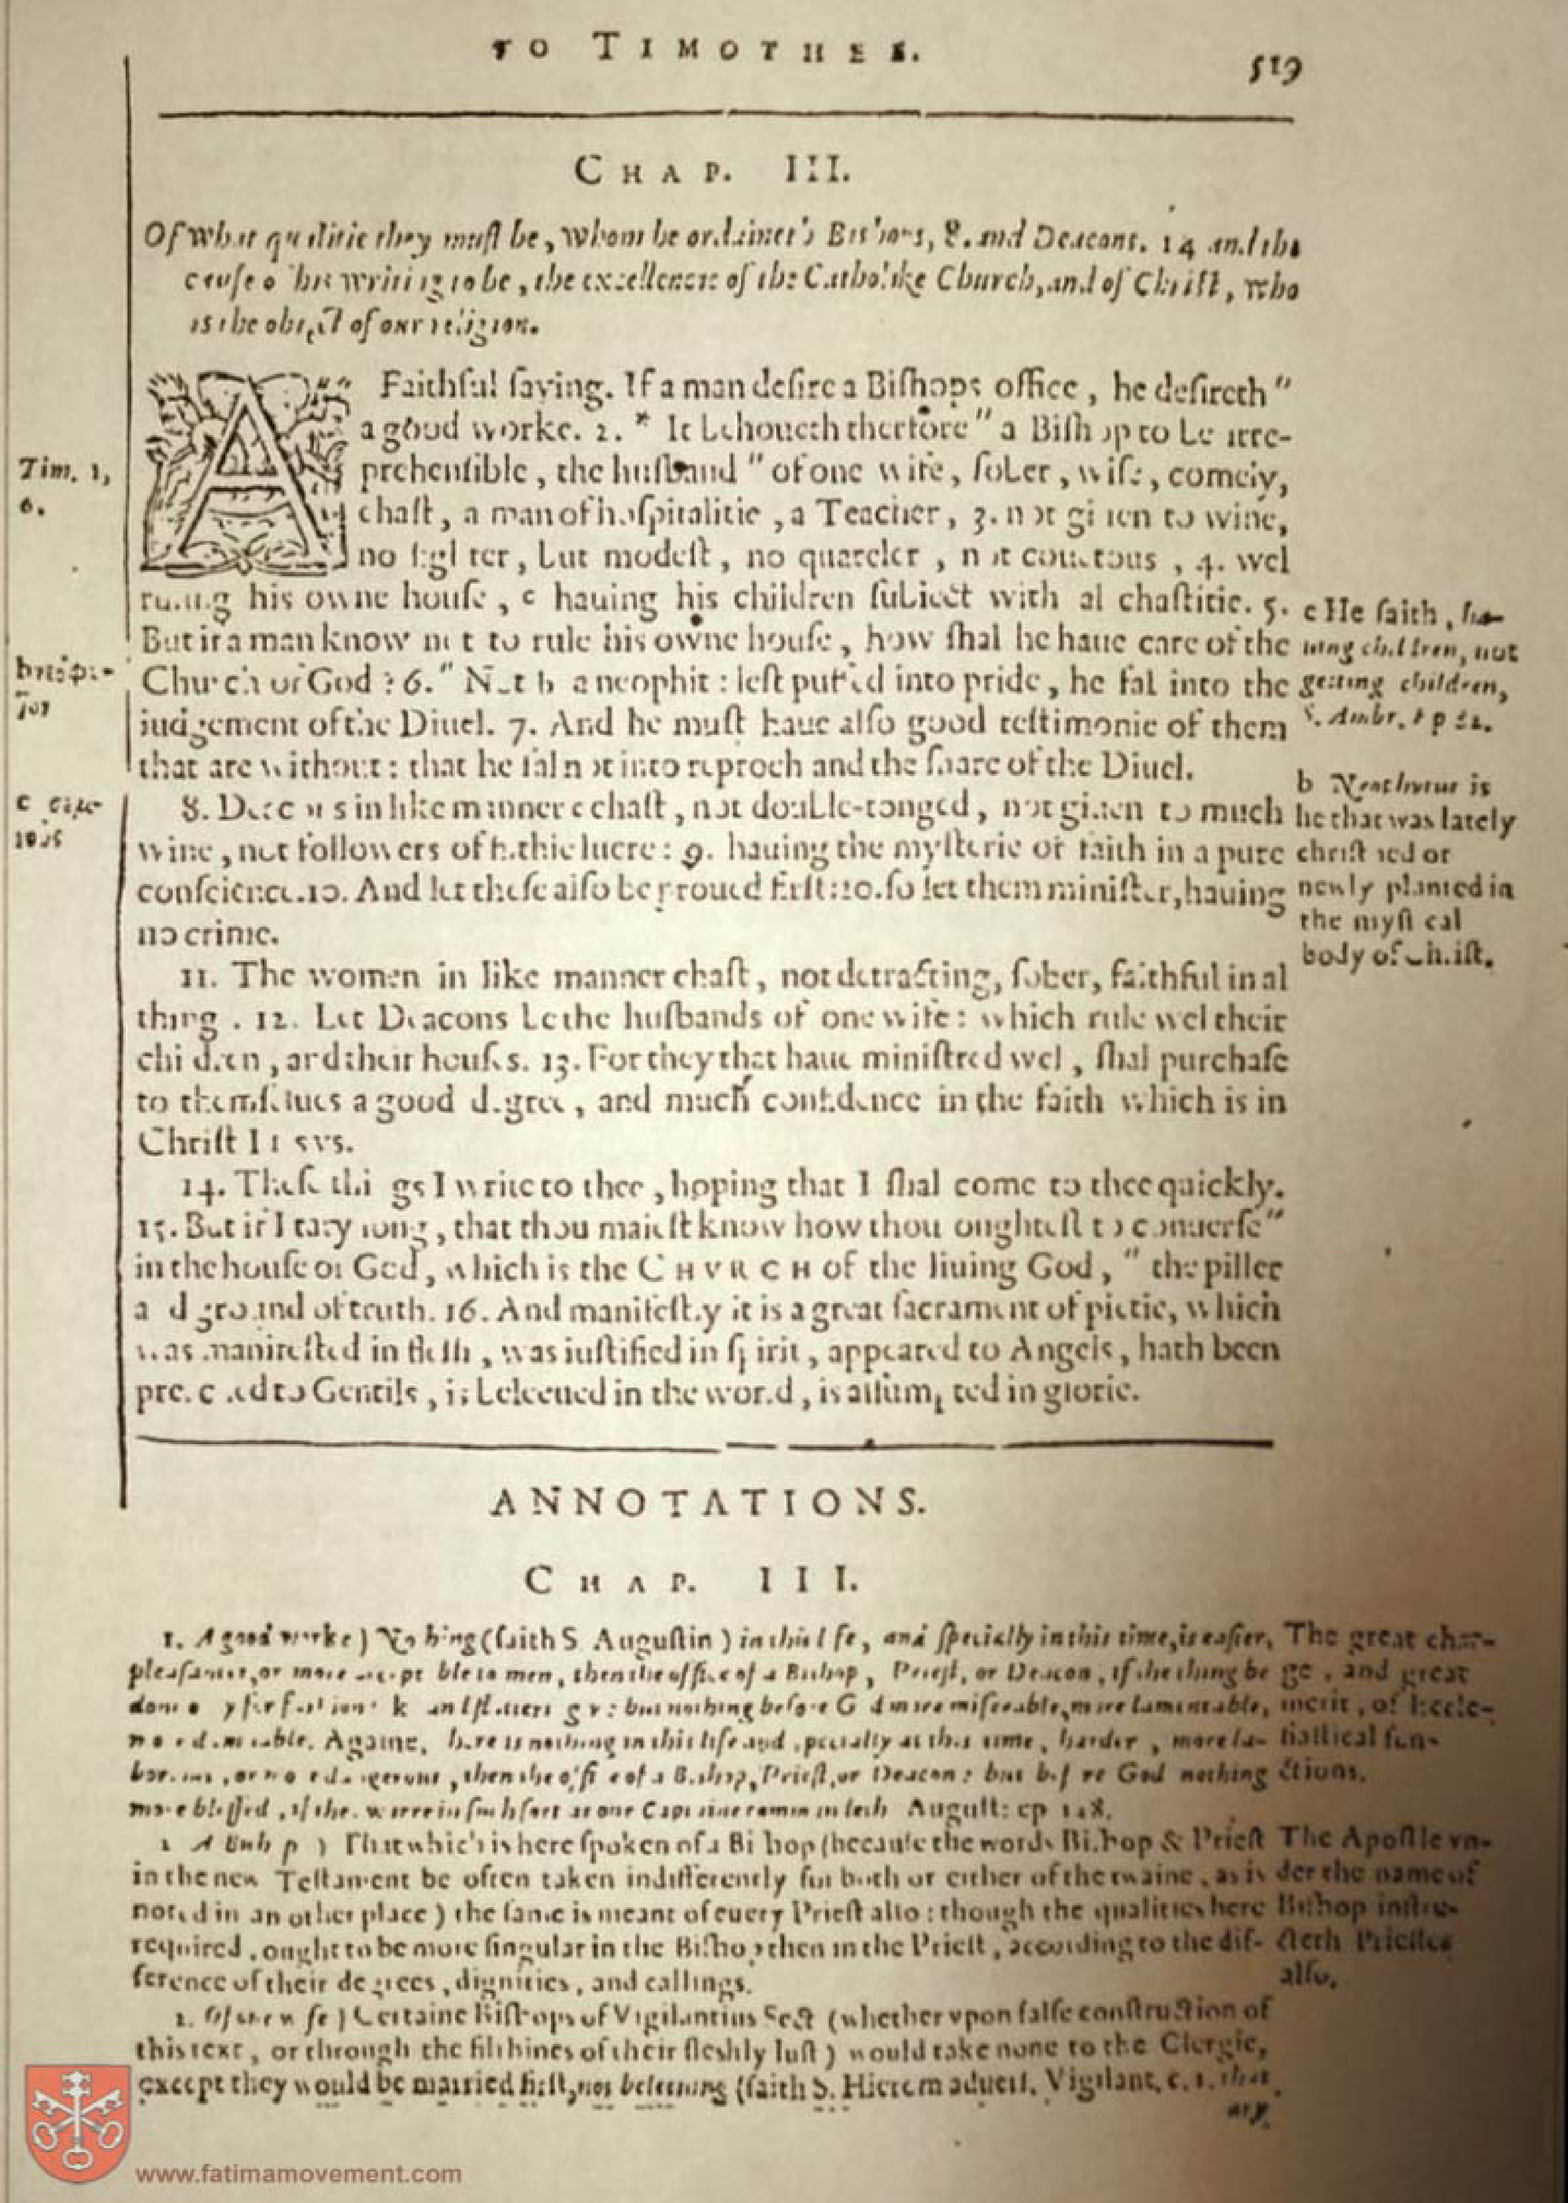 TO TIMOTHEE. 519
CHAP. III.
Of what qualitie they must be, whom he ordaineth Bishops, 8. and Deacons. 14 and the
cause of his writing to be, the excellencie of the Catholike Church, and of Christ, who
is the obiect of our religion.
A Faithful saying. If a man desire a Bishops office, he desireth "
a good worke. 2. * It behoueth therfore " a Bishop to be irre-
prehensible, the husband " of one wife, sober, wise, comely,
chast, a man of hospitalitie, a Teacher, 3. not giuen to wine,
no fighter, but modest, no quareler, not couetous, 4. wel
ruling his owne house, c hauing his children subiect with al chastitie. 5.
But if a man know not to rule his owne house, how shal he haue care of the
Church of God? 6. " Not a neophit: lest puffed into pride, he fal into the
iudgement of the Diuel. 7. And he must haue also good testimonie of them
that are without: that he fal not into reproch and the snare of the Diuel.
8. Deacons in like manner c chast, not double-tonged, not giuen to much
wine, not followers of filthie lucre: 9. hauing the mysterie of faith in a pure
conscience. 10. And let these also be proued first: so let them minister, hauing
no crime.
11. The women in like manner chast, not detracting, sober, faithful in al
things. 12. Let Deacons be the husbands of one wife: which rule wel their
children, and their houses. 13. For they that haue ministred wel, shal purchase
to themselues a good degree, and much confidence in the faith which is in
Christ IESVS.
14. These things I write to thee, hoping that I shal come to thee quickly.
15. But if I tary long, that thou maiest know how thou oughtest to conuerse "
in the house of God, which is the CHVRCH of the liuing God, " the piller
and ground of truth. 16. And manifestly it is a great sacrament of pietie, which
was manifested in flesh, was iustified in spirit, appeared to Angels, hath been
preached to Gentils, is beleeued in the world, is assumpted in glorie.
Tim. 1,
6.
c He saith, ha-
uing children, not
getting children,
S. Ambr.
b Neophytus is
he that was lately
christned or
newly planted in
the mystical
body of Christ.
ANNOTATIONS.
CHAP. III.
1. A good worke) Nothing (saith S Augustin) in this life, and specially in this time, is easier,
pleasanter, or more acceptable to men, then the office of a Bishop, Priest, or Deacon, if the thing be
done and flattering: but nothing before God more miserable, more lamentable,
more damnable. Againe, there is nothing in this life and specially at this time, harder, more la-
borious, or more dangerous, then the office of a Bishop, Priest, or Deacon: but before God nothing
more blessed, if they warre in such sort as our Captaine commandeth August: ep 148.
The great char-
ge, and great
merit, of Eccle-
siastical fun-
ctions.
2 A Bishop) That which is here spoken of a Bishop (because the words Bishop & Priest
in the new Testament be often taken indifferently for both or either of the twaine, as is
noted in an other place) the same is meant of euery Priest also: though the qualities here
required, ought to be more singular in the Bishop then in the Priest, according to the dif-
ference of their degrees, dignities, and callings.
The Apostle vn-
der the name of
Bishop instru-
cteth Priestes
also.
2. Of one wife) Certaine Bishops of Vigilantius Sect (whether vpon false construction of
this text, or through the filthines of their fleshly lust) would take none to the Clergie,
except they would be married first, not beleeuing (saith S. Hierem aduers. Vigilant. c. 1. that
any
www.fatimamovement.com